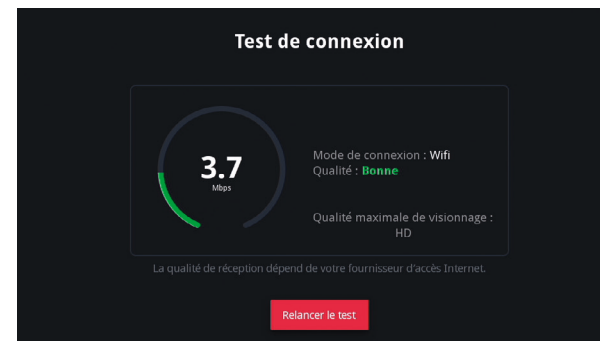 Test de connexion
3.7
Mbps
Mode de connexion : Wifi
Qualité : Bonne
Qualité maximale de visionnage :
HD
La qualité de réception dépend de votre fournisseur d'accès Internet.
Relancer le test